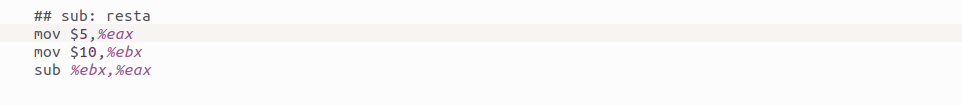 ## sub: resta
mov $5,%eax
mov $10,%ebx
sub %ebx,%eax